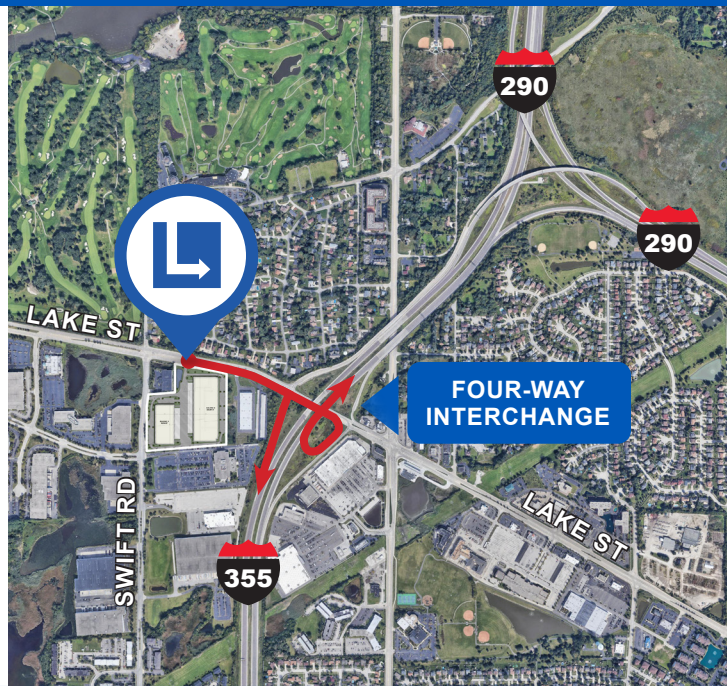 290
290
LAKE ST
FOUR-WAY
INTERCHANGE
SWIFT RD
LAKE ST
355